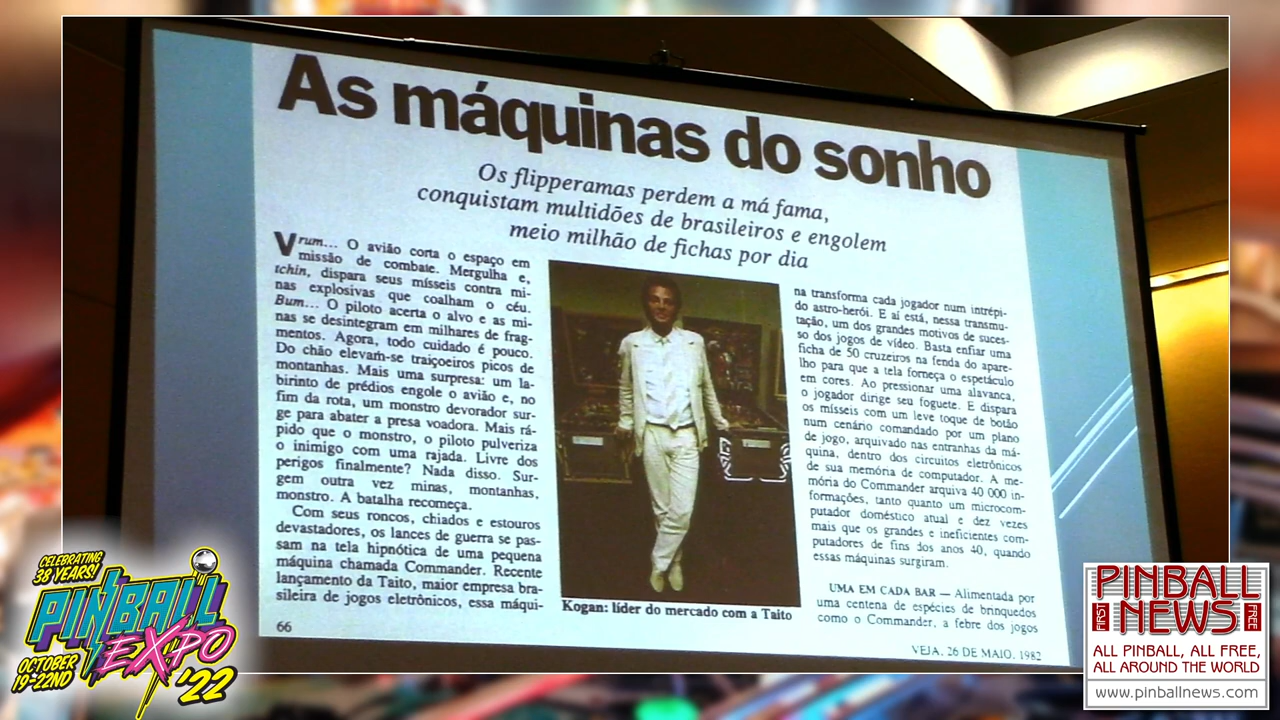 As máquinas do sonho
Os flipperamas perdem a má fama,
conquistam multidões de brasileiros e engolem
meio milhão de fichas por dia
Vrum... O avião corta o espaço em
missão de combate. Mergulha e,
tchin, dispara seus mísseis contra mi-
nas explosivas que coalham o céu.
Bum... O piloto acerta o alvo e as mi-
nas se desintegram em milhares de frag-
mentos. Agora, todo cuidado é pouco.
Do chão elevam-se traiçoeiros picos de
montanhas. Mais uma surpresa: um la-
birinto de prédios engole o avião e, no
fim da rota, um monstro devorador sur-
ge para abater a presa voadora. Mais rá-
pido que o monstro, o piloto pulveriza
o inimigo com uma rajada. Livre dos
perigos finalmente? Nada disso. Sur-
gem outra vez minas, montanhas,
monstro. A batalha recomeça.
Com seus roncos, chiados e estouros
devastadores, os lances de guerra se pas-
sam na tela hipnótica de uma pequena
máquina chamada Commander. Recente
lançamento da Taito, maior empresa bra-
sileira de jogos eletrônicos, essa máqui-
66
Kogan: líder do mercado com a Taito
na transforma cada jogador num intrépi-
do astro-herói. E aí está, nessa transmu-
tação, um dos grandes motivos de suces-
so dos jogos de vídeo. Basta enfiar uma
ficha de 50 cruzeiros na fenda do apare-
lho para que a tela forneça o espetáculo
em cores. Ao pressionar uma alavanca,
o jogador dirige seu foguete. E dispara
os mísseis com um leve toque de botão
num cenário comandado por um plano
de jogo, arquivado nas entranhas da má-
quina, dentro dos circuitos eletrônicos
de sua memória de computador. A me-
mória do Commander arquiva 40 000 in-
formações, tanto quanto um microcom-
putador doméstico atual e dez vezes
mais que os grandes e ineficientes com-
putadores de fins dos anos 40, quando
essas máquinas surgiram.
UMA EM CADA BAR — Alimentada por
uma centena de espécies de brinquedos
como o Commander, a febre dos jogos
VEJA, 26 DE MAIO, 1982
CELEBRATING
38 YEARS!
PINBALL
EXPO
OCTOBER
19-22ND
'22
PINBALL
FIRST NEWS FREE
ALL PINBALL, ALL FREE,
ALL AROUND THE WORLD
www.pinballnews.com